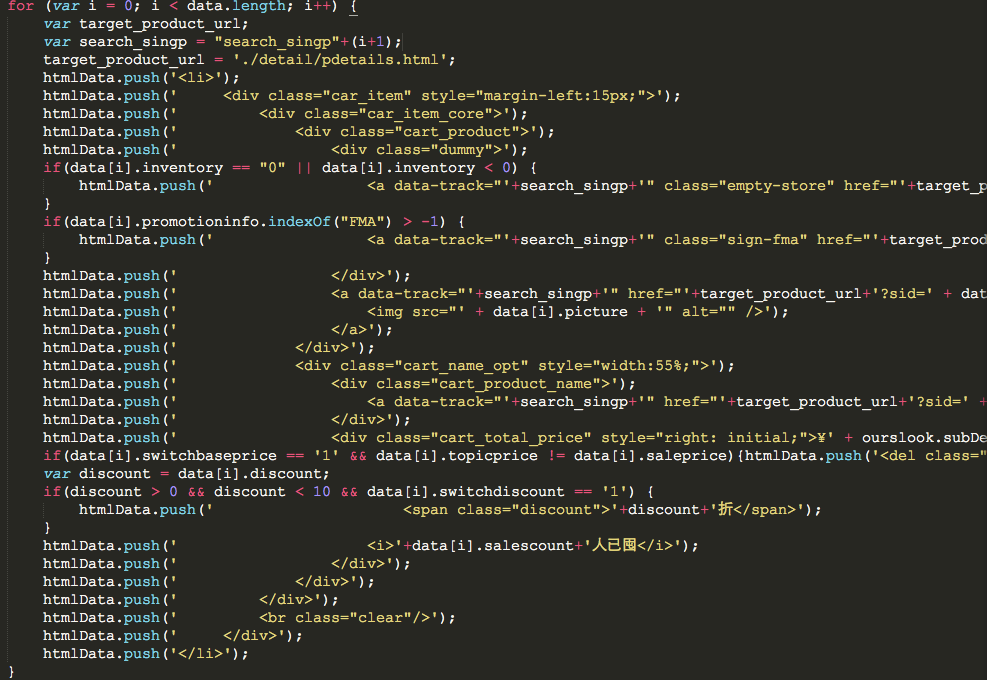 for (var i = 0; i < data.length; i++) {
    var target_product_url;
    var search_singp = "search_singp"+(i+1);
    target_product_url = './detail/pdetails.html';
    htmlData.push('<li>');
    htmlData.push('     <div class="car_item" style="margin-left:15px;">');
    htmlData.push('         <div class="car_item_core">');
    htmlData.push('             <div class="cart_product">');
    htmlData.push('                 <div class="dummy">');
    if(data[i].inventory == "0" || data[i].inventory < 0) {
        htmlData.push('                 <a data-track="'+search_singp+'" class="empty-store" href="'+target_p
    }
    if(data[i].promotioninfo.indexOf("FMA") > -1) {
        htmlData.push('                 <a data-track="'+search_singp+'" class="sign-fma" href="'+target_prod
    }
    htmlData.push('                 </div>');
    htmlData.push('                 <a data-track="'+search_singp+'" href="'+target_product_url+'?sid=' + dat
    htmlData.push('                     <img src="' + data[i].picture + '" alt="" />');
    htmlData.push('                 </a>');
    htmlData.push('             </div>');
    htmlData.push('             <div class="cart_name_opt" style="width:55%;">');
    htmlData.push('                 <div class="cart_product_name">');
    htmlData.push('                     <a data-track="'+search_singp+'" href="'+target_product_url+'?sid=' +
    htmlData.push('                 </div>');
    htmlData.push('                 <div class="cart_total_price" style="right: initial;">¥' + ourslook.subDe
    if(data[i].switchbaseprice == '1' && data[i].topicprice != data[i].saleprice){htmlData.push('<del class="
    var discount = data[i].discount;
    if(discount > 0 && discount < 10 && data[i].switchdiscount == '1') {
        htmlData.push('                     <span class="discount">'+discount+'折</span>');
    }
    htmlData.push('                     <i>'+data[i].salescount+'人已囤</i>');
    htmlData.push('                 </div>');
    htmlData.push('             </div>');
    htmlData.push('         </div>');
    htmlData.push('         <br class="clear"/>');
    htmlData.push('     </div>');
    htmlData.push('</li>');
}